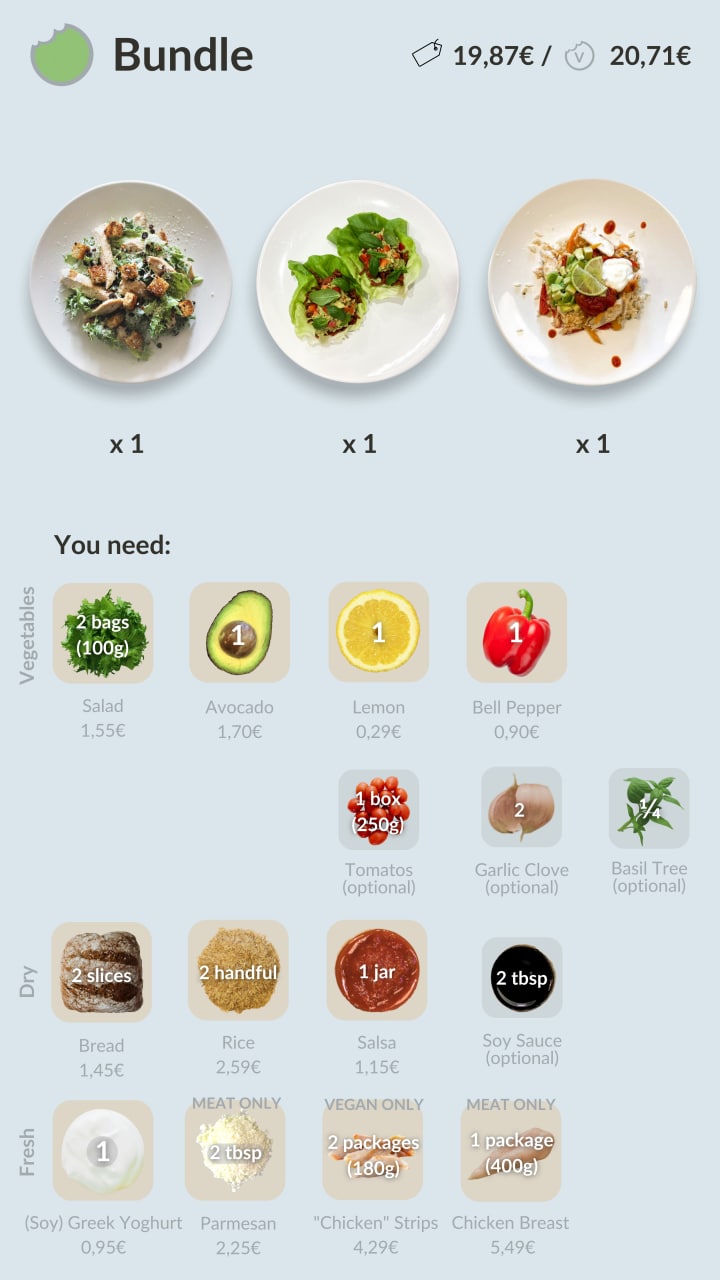 Bundle
19,87€ / V 20,71€
x 1
x 1
x 1
You need:
Vegetables
2 bags
(100g)
Salad
1,55€
1
Avocado
1,70€
1
Lemon
0,29€
1
Bell Pepper
0,90€
1 box
(250g)
Tomatos
(optional)
2
Garlic Clove
(optional)
¼
Basil Tree
(optional)
Dry
2 slices
Bread
1,45€
2 handful
Rice
2,59€
1 jar
Salsa
1,15€
2 tbsp
Soy Sauce
(optional)
Fresh
1
(Soy) Greek Yoghurt
0,95€
MEAT ONLY
2 tbsp
Parmesan
2,25€
VEGAN ONLY
2 packages
(180g)
"Chicken" Strips
4,29€
MEAT ONLY
1 package
(400g)
Chicken Breast
5,49€